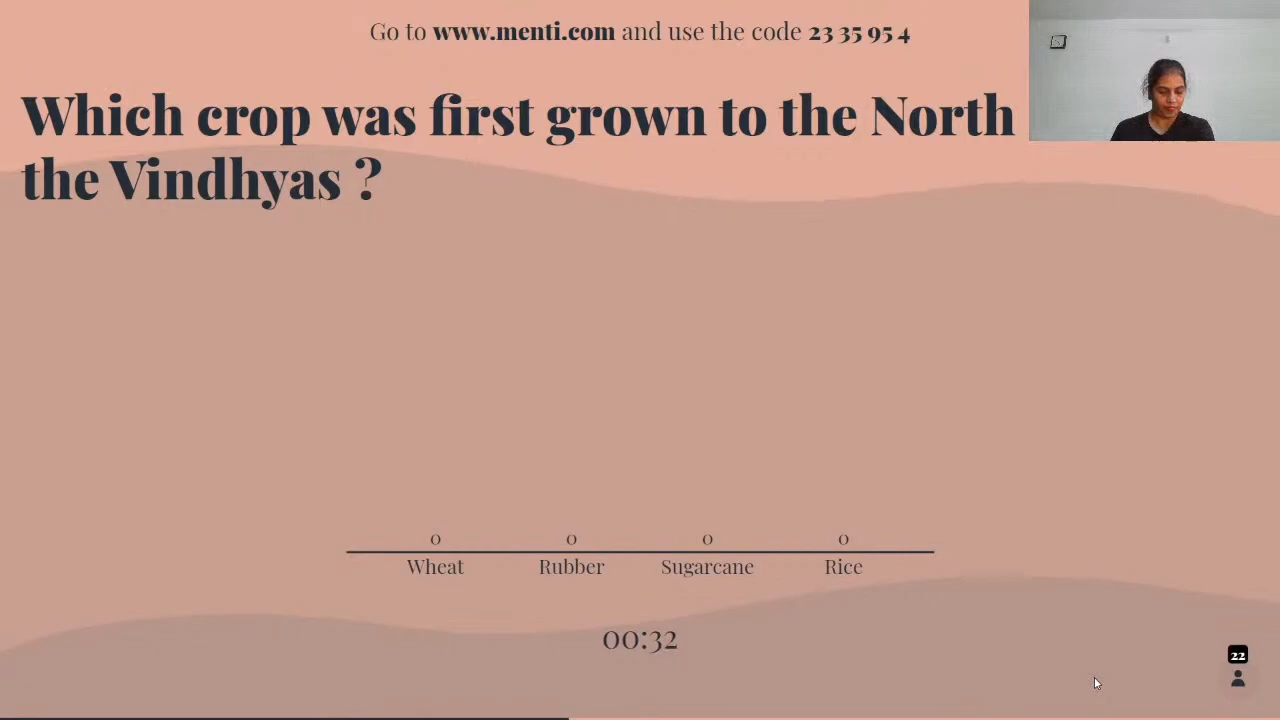 Go to www.menti.com and use the code 23 35 95 4
Which crop was first grown to the North
the Vindhyas ?
0 0 0 0
Wheat Rubber Sugarcane Rice
00:32
22